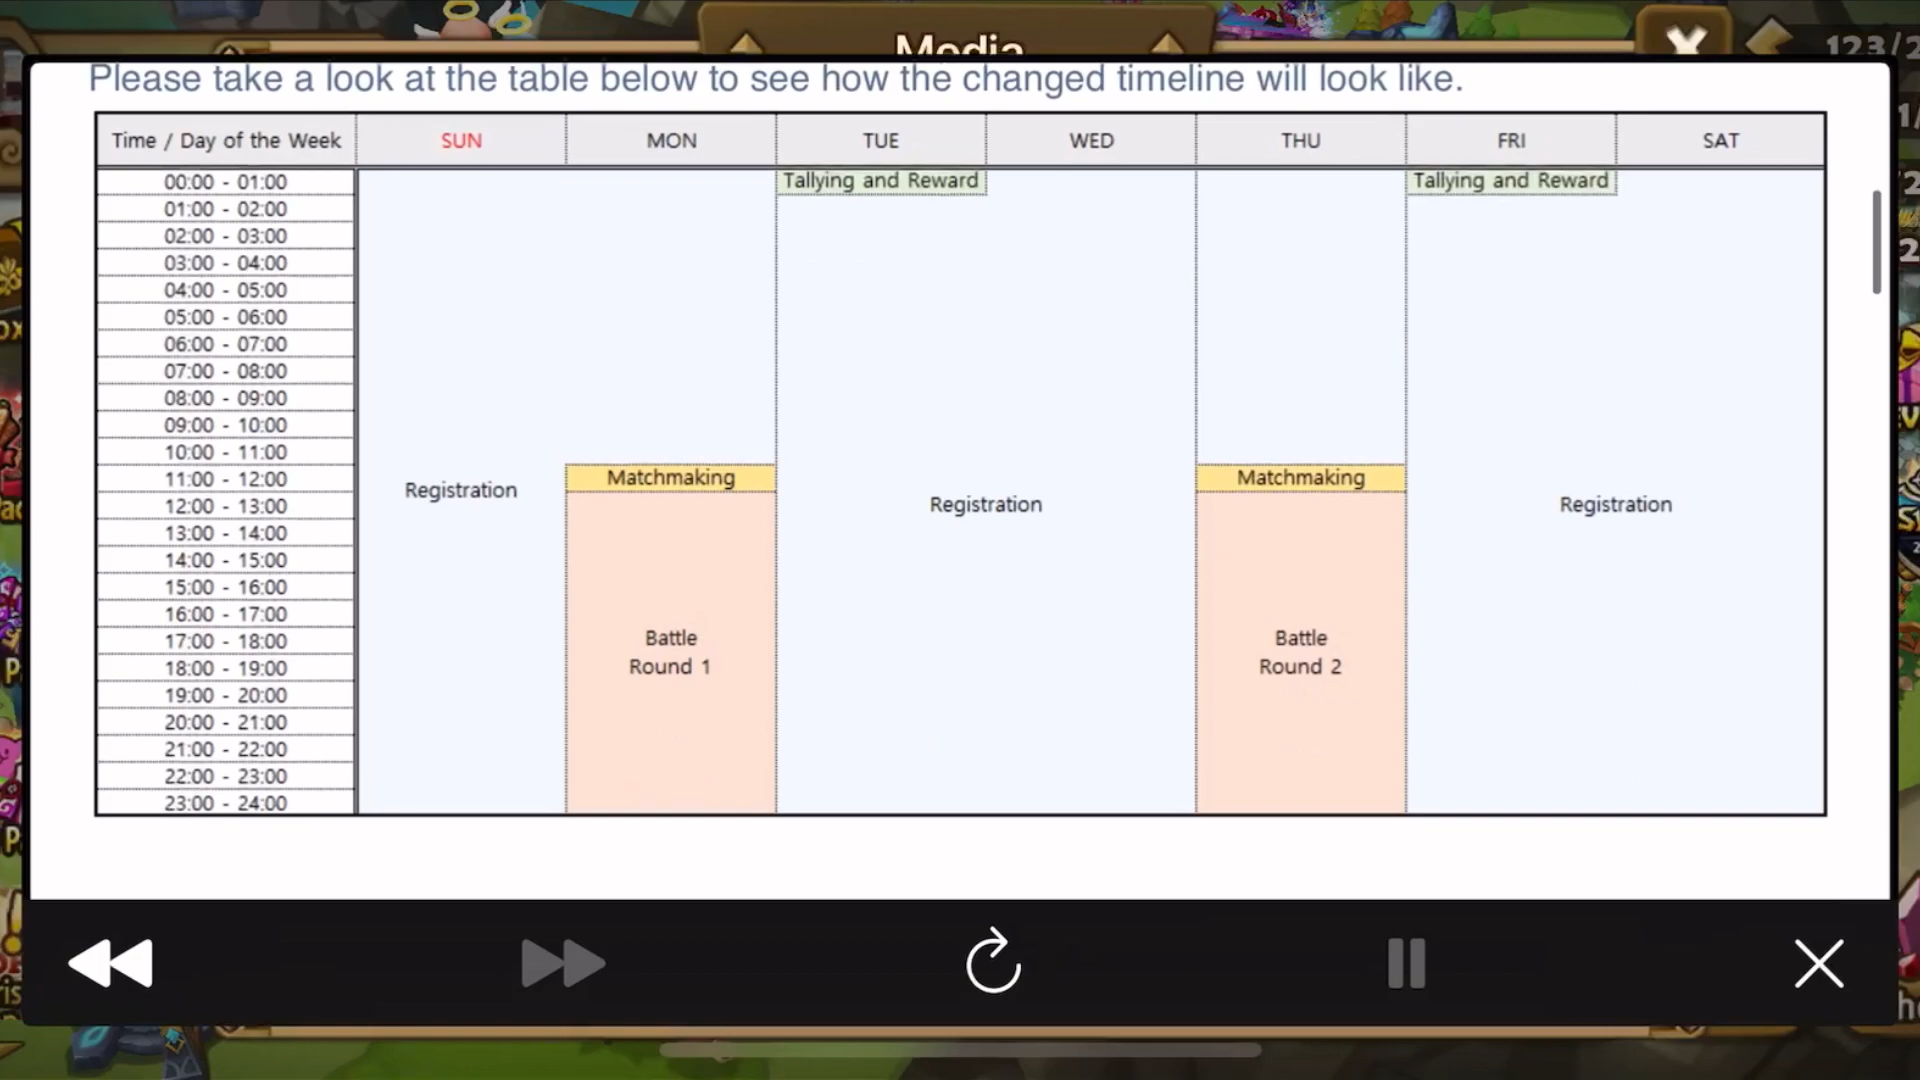 Media
123/2
Please take a look at the table below to see how the changed timeline will look like.
Time / Day of the Week SUN MON TUE WED THU FRI SAT
00:00 - 01:00 Tallying and Reward Tallying and Reward
01:00 - 02:00
02:00 - 03:00
03:00 - 04:00
04:00 - 05:00
05:00 - 06:00
06:00 - 07:00
07:00 - 08:00
08:00 - 09:00
09:00 - 10:00
10:00 - 11:00
11:00 - 12:00 Matchmaking Matchmaking
Registration
12:00 - 13:00 Registration Registration
13:00 - 14:00
14:00 - 15:00
15:00 - 16:00
16:00 - 17:00
17:00 - 18:00 Battle Battle
18:00 - 19:00 Round 1 Round 2
19:00 - 20:00
20:00 - 21:00
21:00 - 22:00
22:00 - 23:00
23:00 - 24:00